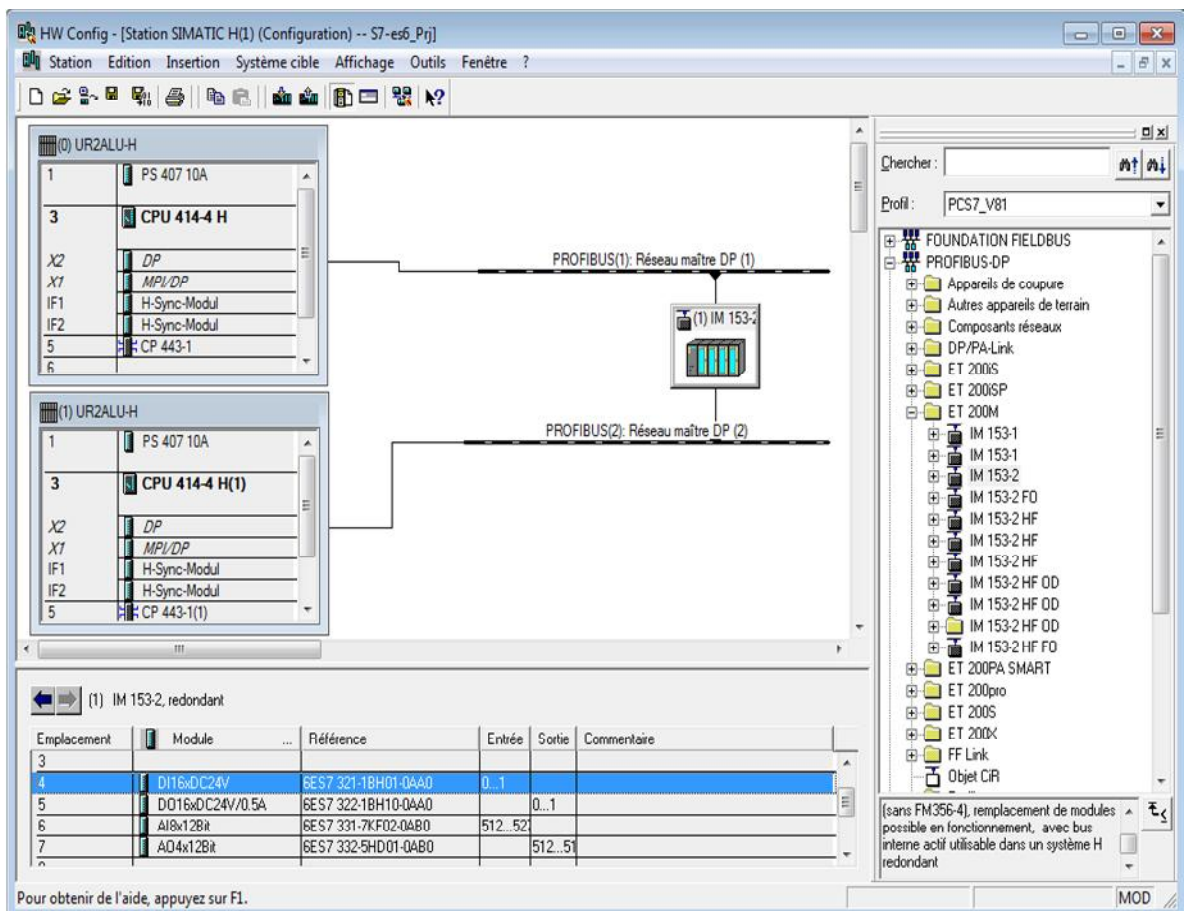 HW Config - [Station SIMATIC H(1) (Configuration) -- S7-es6_Prj]
Station Edition Insertion Système cible Affichage Outils Fenêtre ?
(0) UR2ALU-H
1 PS 407 10A
3 CPU 414-4 H
X2 DP
X1 MPI/DP
IF1 H-Sync-Modul
IF2 H-Sync-Modul
5 CP 443-1
6
PROFIBUS(1): Réseau maître DP (1)
(1) IM 153-2
PROFIBUS(2): Réseau maître DP (2)
(1) UR2ALU-H
1 PS 407 10A
3 CPU 414-4 H(1)
X2 DP
X1 MPI/DP
IF1 H-Sync-Modul
IF2 H-Sync-Modul
5 CP 443-1(1)
(1) IM 153-2, redondant
Emplacement Module ... Référence Entrée Sortie Commentaire
3
4 DI16xDC24V 6ES7 321-1BH01-0AA0 0...1
5 DO16xDC24V/0.5A 6ES7 322-1BH10-0AA0 0...1
6 AI8x12Bit 6ES7 331-7KF02-0AB0 512...527
7 AO4x12Bit 6ES7 332-5HD01-0AB0 512...51
Chercher :
Profil : PCS7_V81
FOUNDATION FIELDBUS
PROFIBUS-DP
Appareils de coupure
Autres appareils de terrain
Composants réseaux
DP/PA-Link
ET 200iS
ET 200iSP
ET 200M
IM 153-1
IM 153-1
IM 153-2
IM 153-2 FO
IM 153-2 HF
IM 153-2 HF
IM 153-2 HF
IM 153-2 HF OD
IM 153-2 HF OD
IM 153-2 HF OD
IM 153-2 HF FO
ET 200PA SMART
ET 200pro
ET 200S
ET 200X
FF Link
Objet CiR
(sans FM356-4), remplacement de modules
possible en fonctionnement, avec bus
interne actif utilisable dans un système H
redondant
Pour obtenir de l'aide, appuyez sur F1.
MOD